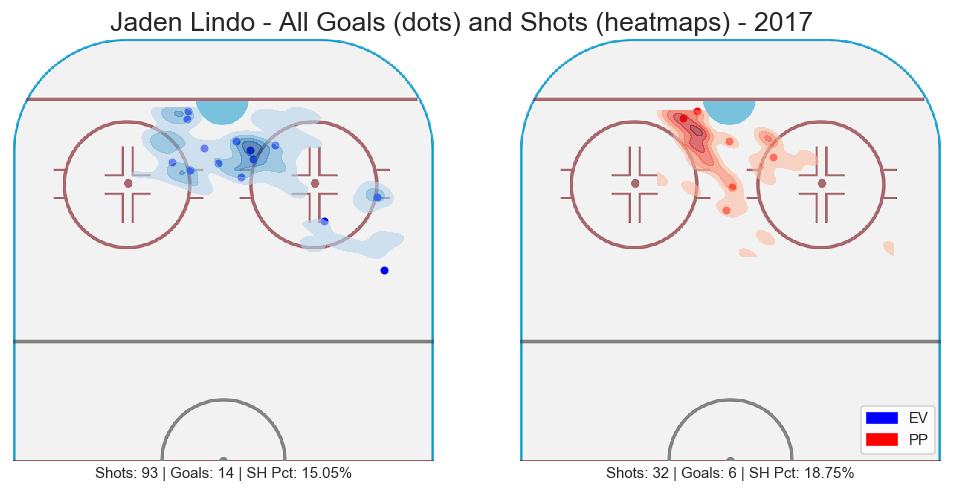 Jaden Lindo - All Goals (dots) and Shots (heatmaps) - 2017
EV
PP
Shots: 93 | Goals: 14 | SH Pct: 15.05%
Shots: 32 | Goals: 6 | SH Pct: 18.75%